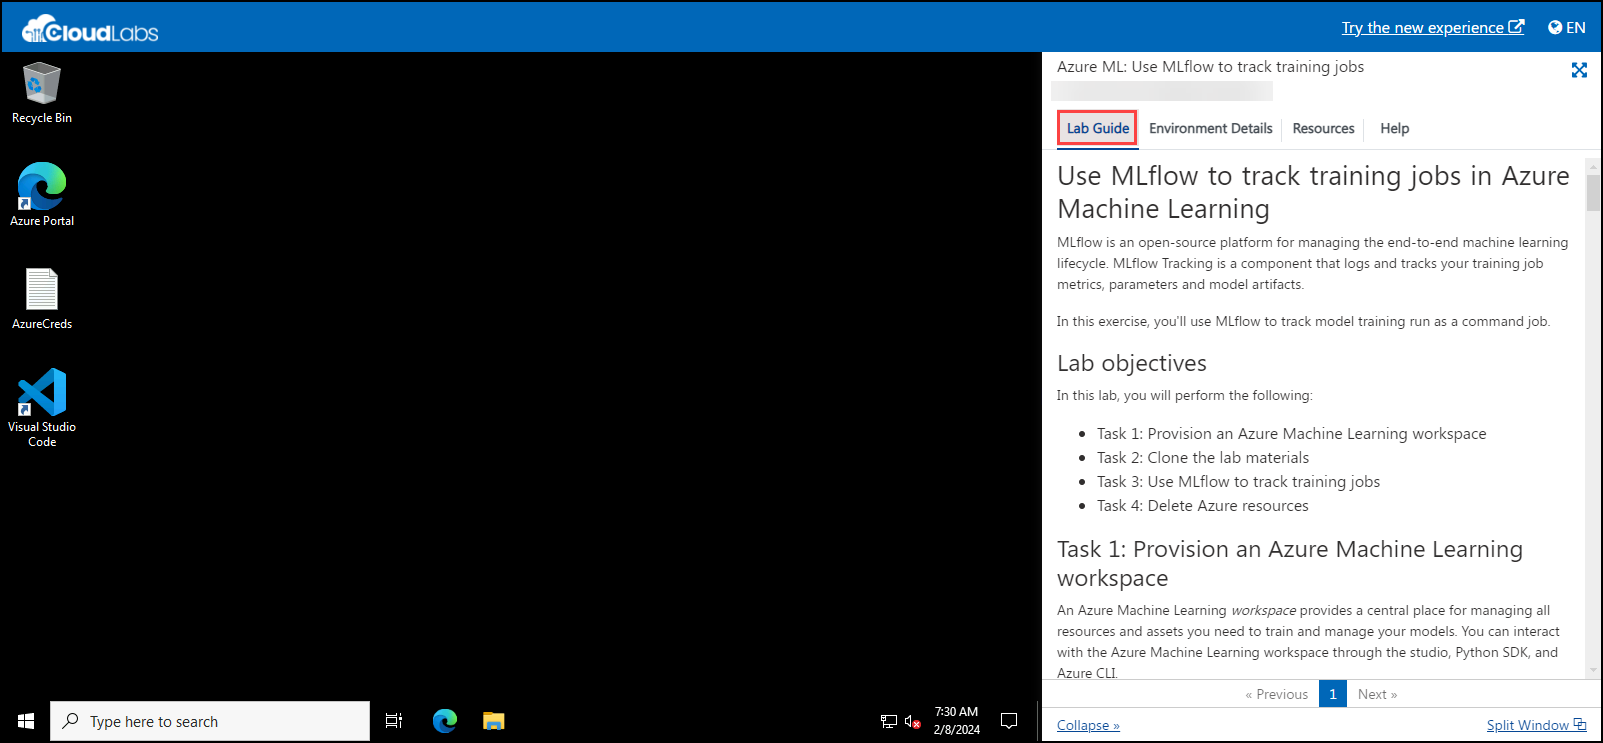 CloudLabs
Try the new experience
EN
Recycle Bin
Azure Portal
AzureCreds
Visual Studio
Code
Type here to search
7:30 AM
2/8/2024
Azure ML: Use MLflow to track training jobs
Lab Guide
Environment Details
Resources
Help
Use MLflow to track training jobs in Azure
Machine Learning
MLflow is an open-source platform for managing the end-to-end machine learning
lifecycle. MLflow Tracking is a component that logs and tracks your training job
metrics, parameters and model artifacts.
In this exercise, you'll use MLflow to track model training run as a command job.
Lab objectives
In this lab, you will perform the following:
• Task 1: Provision an Azure Machine Learning workspace
• Task 2: Clone the lab materials
• Task 3: Use MLflow to track training jobs
• Task 4: Delete Azure resources
Task 1: Provision an Azure Machine Learning
workspace
An Azure Machine Learning workspace provides a central place for managing all
resources and assets you need to train and manage your models. You can interact
with the Azure Machine Learning workspace through the studio, Python SDK, and
Azure CLI.
« Previous 1 Next »
Collapse »
Split Window